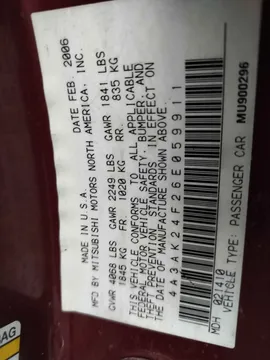 MADE IN U.S.A. DATE FEB. 2006
BY MITSUBISHI MOTORS NORTH AMERICA, INC.
GVWR 4068 LBS GAWR 2249 LBS GAWR 1841 LBS
1845 KG FR. 1020 KG RR. 835 KG
THIS VEHICLE CONFORMS TO ALL APPLICABLE
FEDERAL MOTOR VEHICLE SAFETY, BUMPER, AND
THEFT PREVENTION STANDARDS IN EFFECT ON
THE DATE OF MANUFACTURE SHOWN ABOVE.
4A3AK24F26E059911
MDH 021410 MU900296
VEHICLE TYPE: PASSENGER CAR
AG